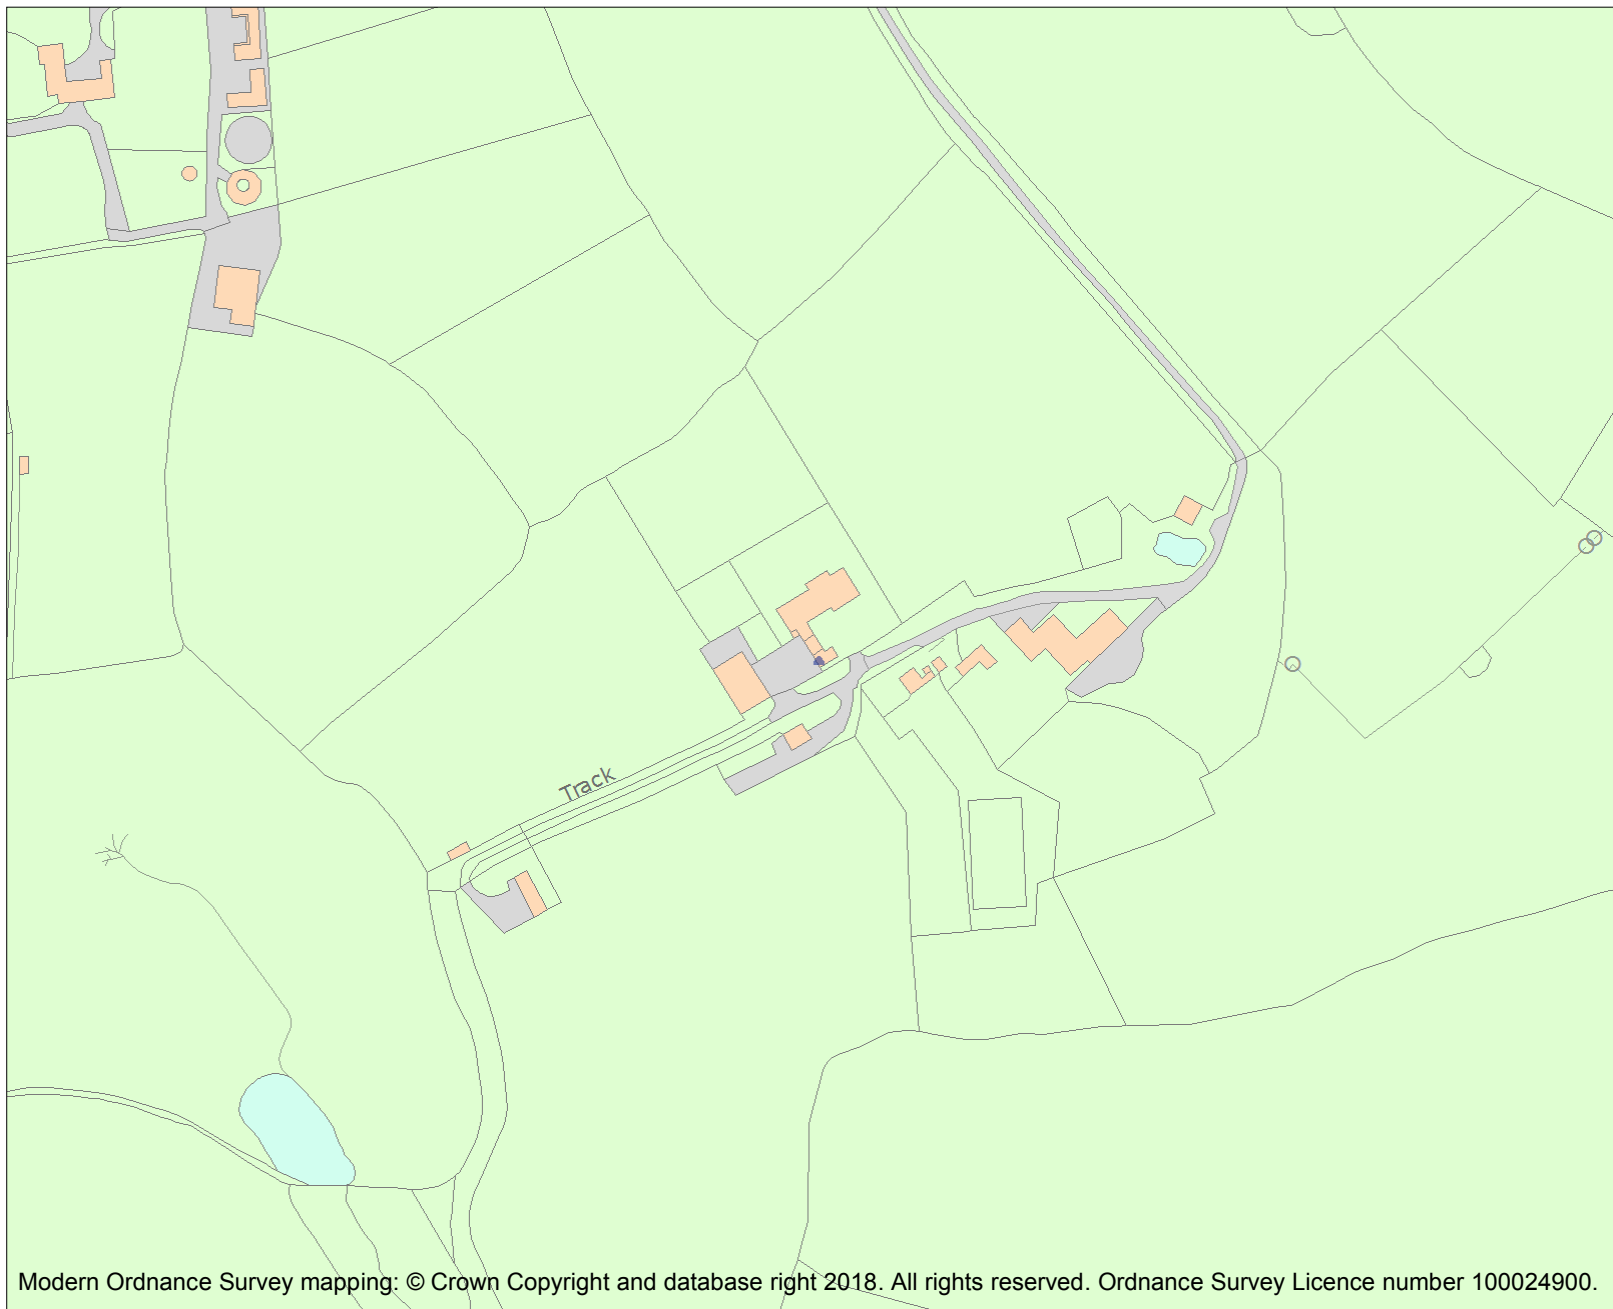 Track
Modern Ordnance Survey mapping: © Crown Copyright and database right 2018. All rights reserved. Ordnance Survey Licence number 100024900.